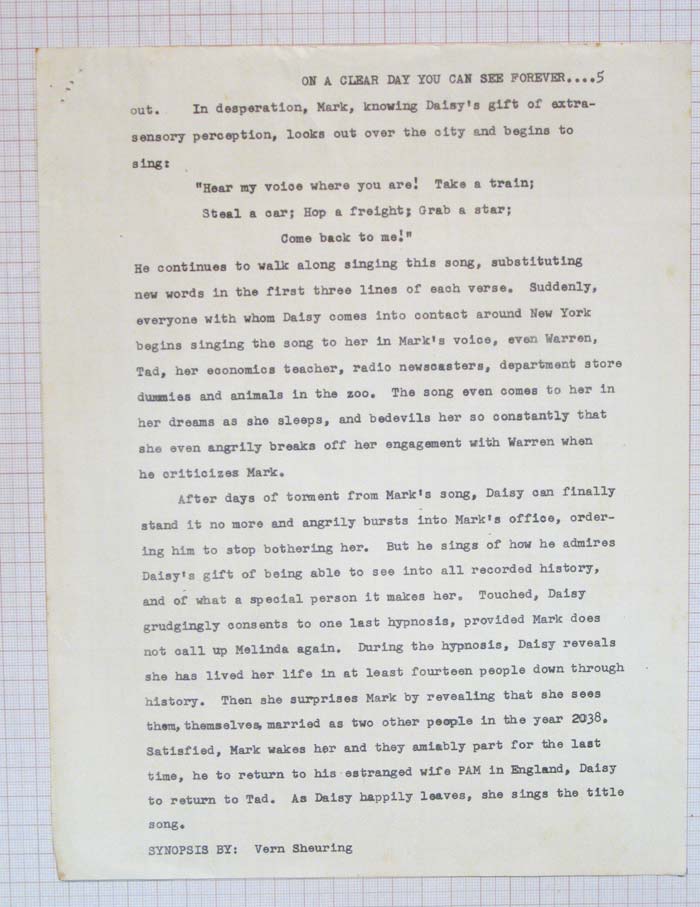 ON A CLEAR DAY YOU CAN SEE FOREVER....5
out. In desperation, Mark, knowing Daisy's gift of extra-
sensory perception, looks out over the city and begins to
sing:
"Hear my voice where you are! Take a train;
Steal a car; Hop a freight; Grab a star;
Come back to me!"
He continues to walk along singing this song, substituting
new words in the first three lines of each verse. Suddenly,
everyone with whom Daisy comes into contact around New York
begins singing the song to her in Mark's voice, even Warren,
Tad, her economics teacher, radio newscasters, department store
dummies and animals in the zoo. The song even comes to her in
her dreams as she sleeps, and bedevils her so constantly that
she even angrily breaks off her engagement with Warren when
he criticizes Mark.
After days of torment from Mark's song, Daisy can finally
stand it no more and angrily bursts into Mark's office, order-
ing him to stop bothering her. But he sings of how he admires
Daisy's gift of being able to see into all recorded history,
and of what a special person it makes her. Touched, Daisy
grudgingly consents to one last hypnosis, provided Mark does
not call up Melinda again. During the hypnosis, Daisy reveals
she has lived her life in at least fourteen people down through
history. Then she surprises Mark by revealing that she sees
them, themselves, married as two other people in the year 2038.
Satisfied, Mark wakes her and they amiably part for the last
time, he to return to his estranged wife PAM in England, Daisy
to return to Tad. As Daisy happily leaves, she sings the title
song.
SYNOPSIS BY: Vern Sheuring